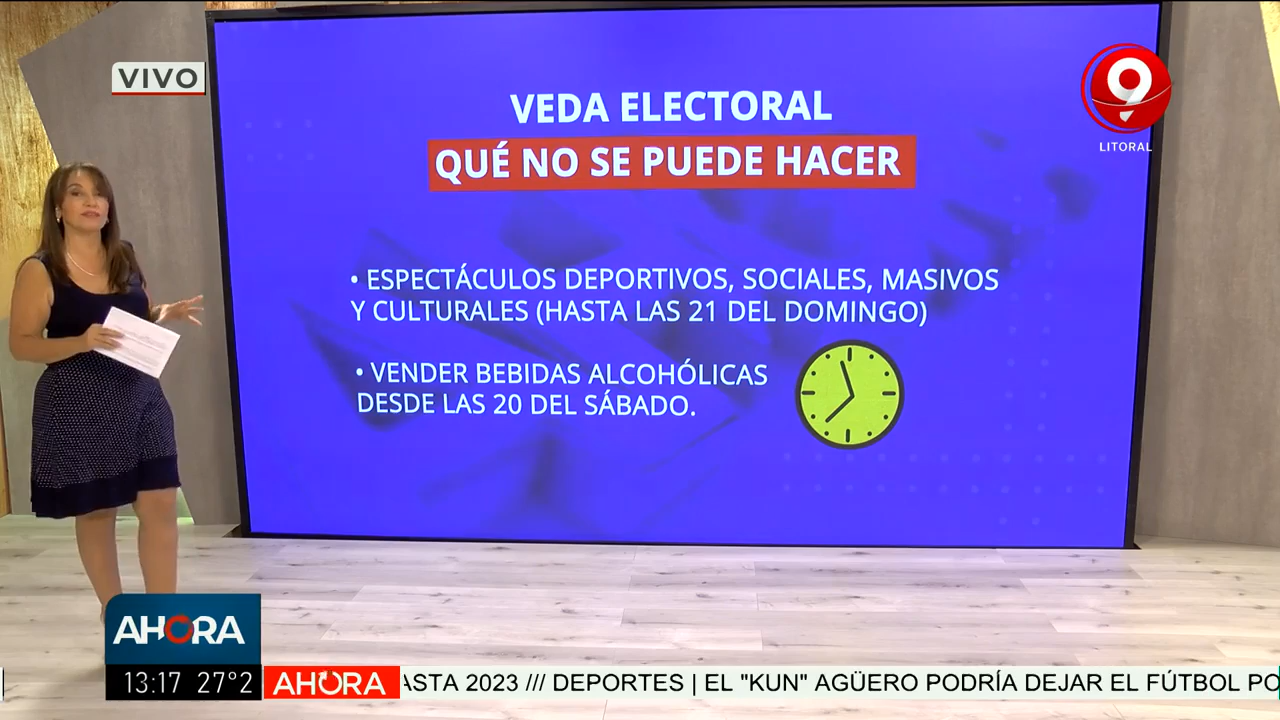 VIVO
9
LITORAL
VEDA ELECTORAL
QUÉ NO SE PUEDE HACER
• ESPECTÁCULOS DEPORTIVOS, SOCIALES, MASIVOS
Y CULTURALES (HASTA LAS 21 DEL DOMINGO)
• VENDER BEBIDAS ALCOHÓLICAS
DESDE LAS 20 DEL SÁBADO.
AHORA
13:17 27°2
AHORA ASTA 2023 /// DEPORTES | EL "KUN" AGÜERO PODRÍA DEJAR EL FÚTBOL PO